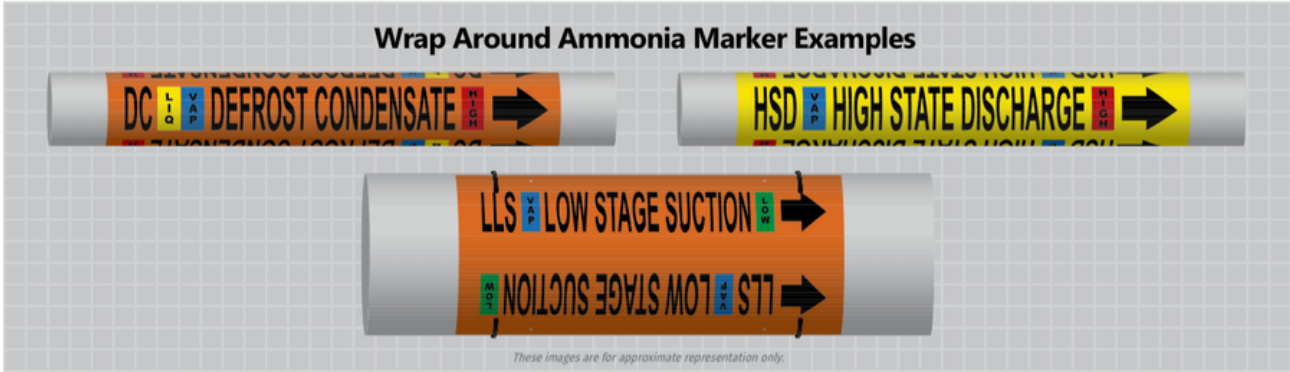 Wrap Around Ammonia Marker Examples
DC LIQ VAP DEFROST CONDENSATE HIGH
HSD VAP HIGH STATE DISCHARGE HIGH
LLS VAP LOW STAGE SUCTION LOW
LLS VAP LOW STAGE SUCTION LOW
These images are for approximate representation only.